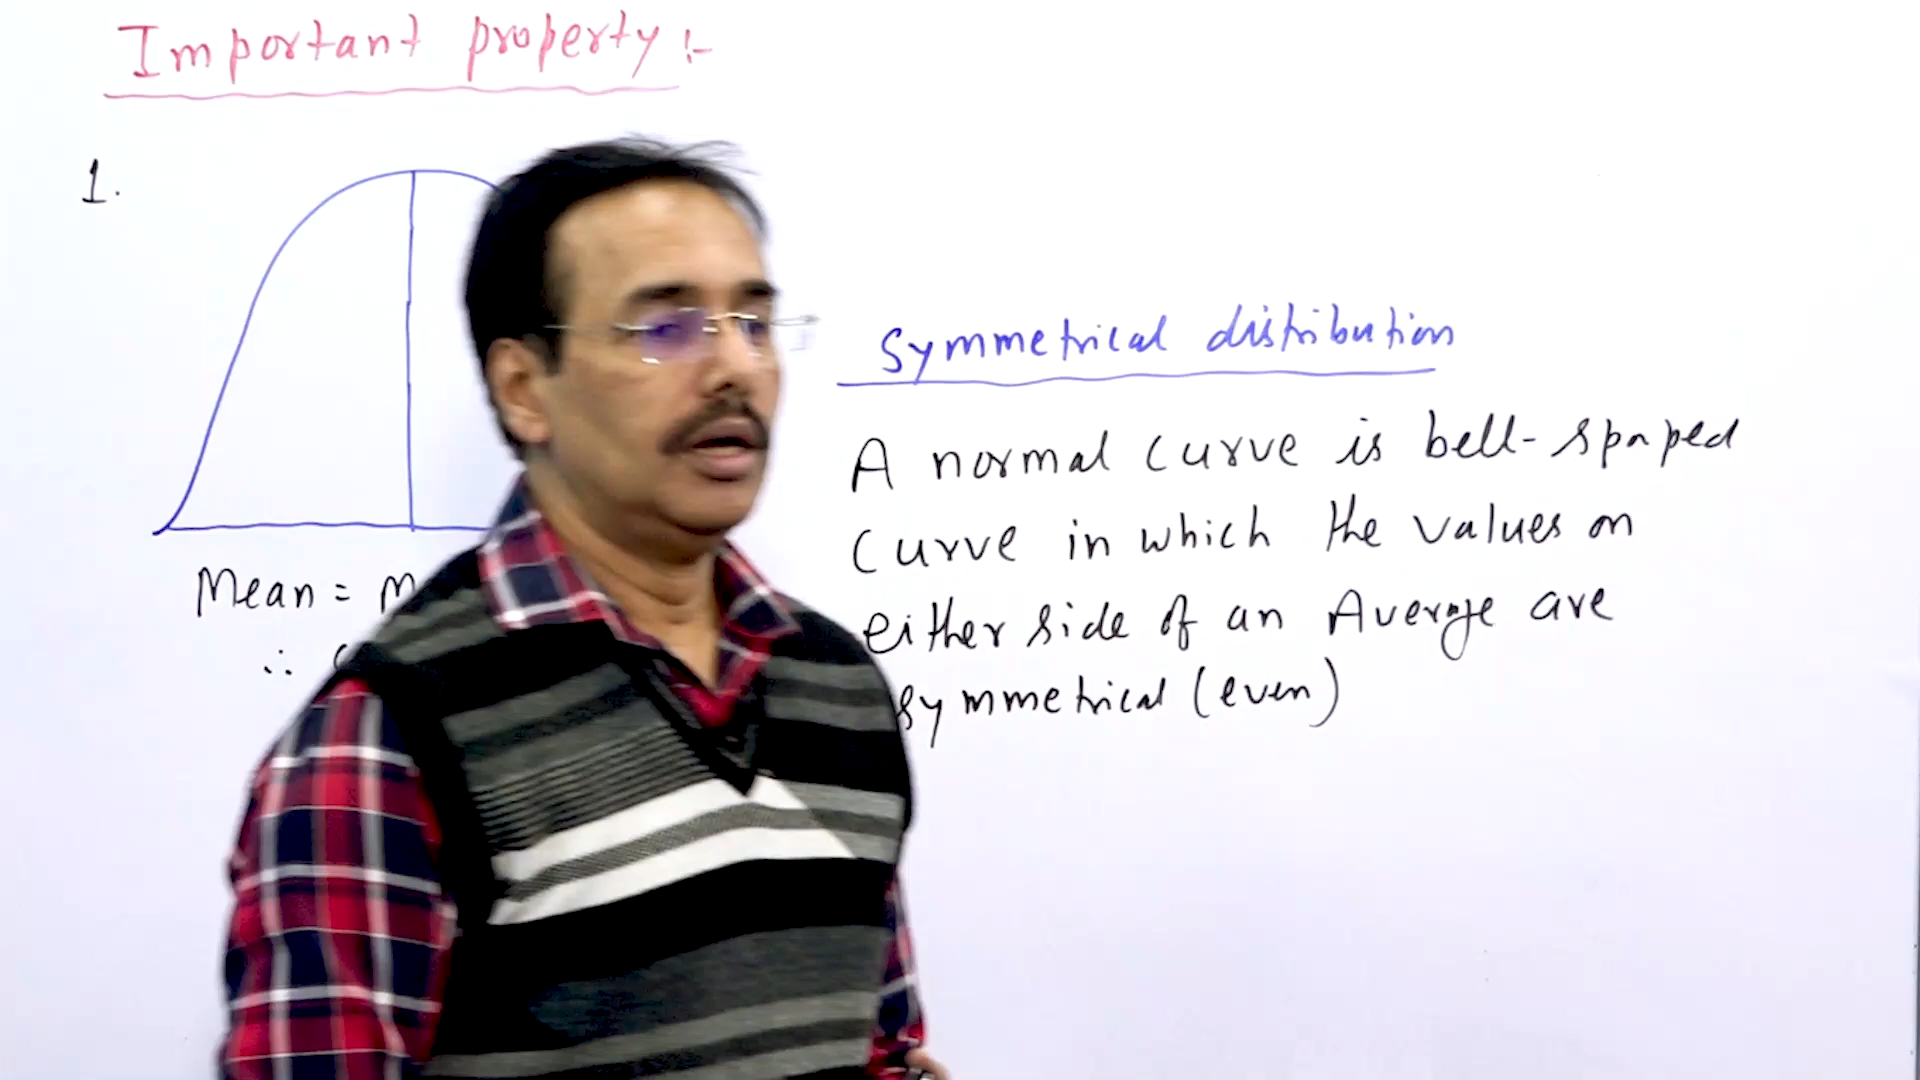 Important property :-
1.
Mean =
∴
Symmetrical distribution
A normal curve is bell-spaped
curve in which the values on
either side of an Average are
symmetrical (even)